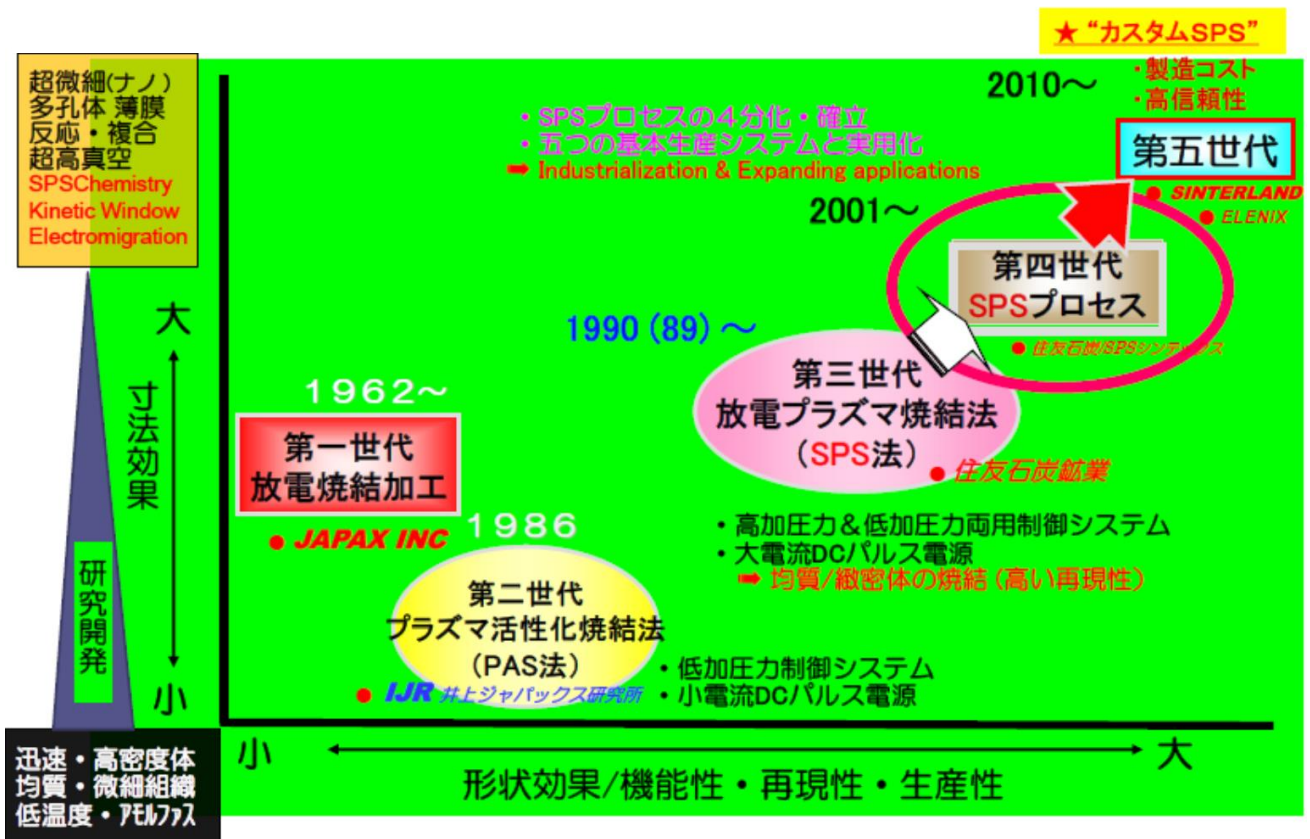 ★ “カスタムSPS”
2010～
・製造コスト
・高信頼性
第五世代
● SINTERLAND
● ELENIX
・SPSプロセスの4分化・確立
・五つの基本生産システムと実用化
➡ Industrialization & Expanding applications
2001～
第四世代
SPSプロセス
● 住友石炭/SPSシンテックス
1990 (89) ～
第三世代
放電プラズマ焼結法
(SPS法)
● 住友石炭鉱業
・高加圧力＆低加圧力両用制御システム
・大電流DCパルス電源
➡ 均質/緻密体の焼結 (高い再現性)
1962～
第一世代
放電焼結加工
● JAPAX INC
1986
第二世代
プラズマ活性化焼結法
(PAS法)
● IJR 井上ジャパックス研究所
・低加圧力制御システム
・小電流DCパルス電源
超微細(ナノ)
多孔体 薄膜
反応・複合
超高真空
SPSChemistry
Kinetic Window
Electromigration
大
寸法効果
小
研究開発
迅速・高密度体
均質・微細組織
低温度・ｱﾓﾙﾌｧｽ
小
大
形状効果/機能性・再現性・生産性